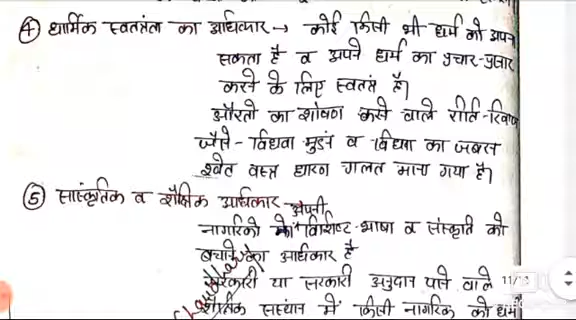 ④ धार्मिक स्वतंत्रता का अधिकार → कोई किसी भी धर्म को अपना
सकता है व अपने धर्म का प्रचार-प्रसार
करने के लिए स्वतंत्र है।
औरतो का शोषण करने वाले रीति-रिवाज
जैसे - विधवा मुडंन व विधवा का जबरन
श्वेत वस्त्र धारण गलत माना गया है।
⑤ सांस्कृतिक व शैक्षिक अधिकार -
नागरिको को अपनी विशिष्ट भाषा व संस्कृति को
बचाने का अधिकार है
सरकारी या सरकारी अनुदान पाने वाले
शैक्षिक संस्थान में किसी नागरिक को धर्म